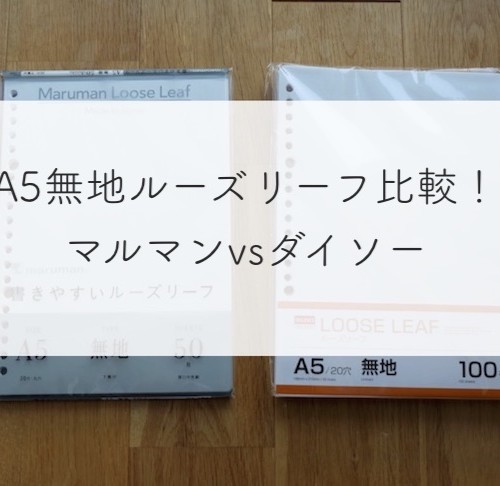 Maruman Loose Leaf
A5無地ルーズリーフ比較！
マルマンvsダイソー
maruman
書きやすいルーズリーフ
A5 無地 50
LOOSE LEAF
A5/20穴 無地 100